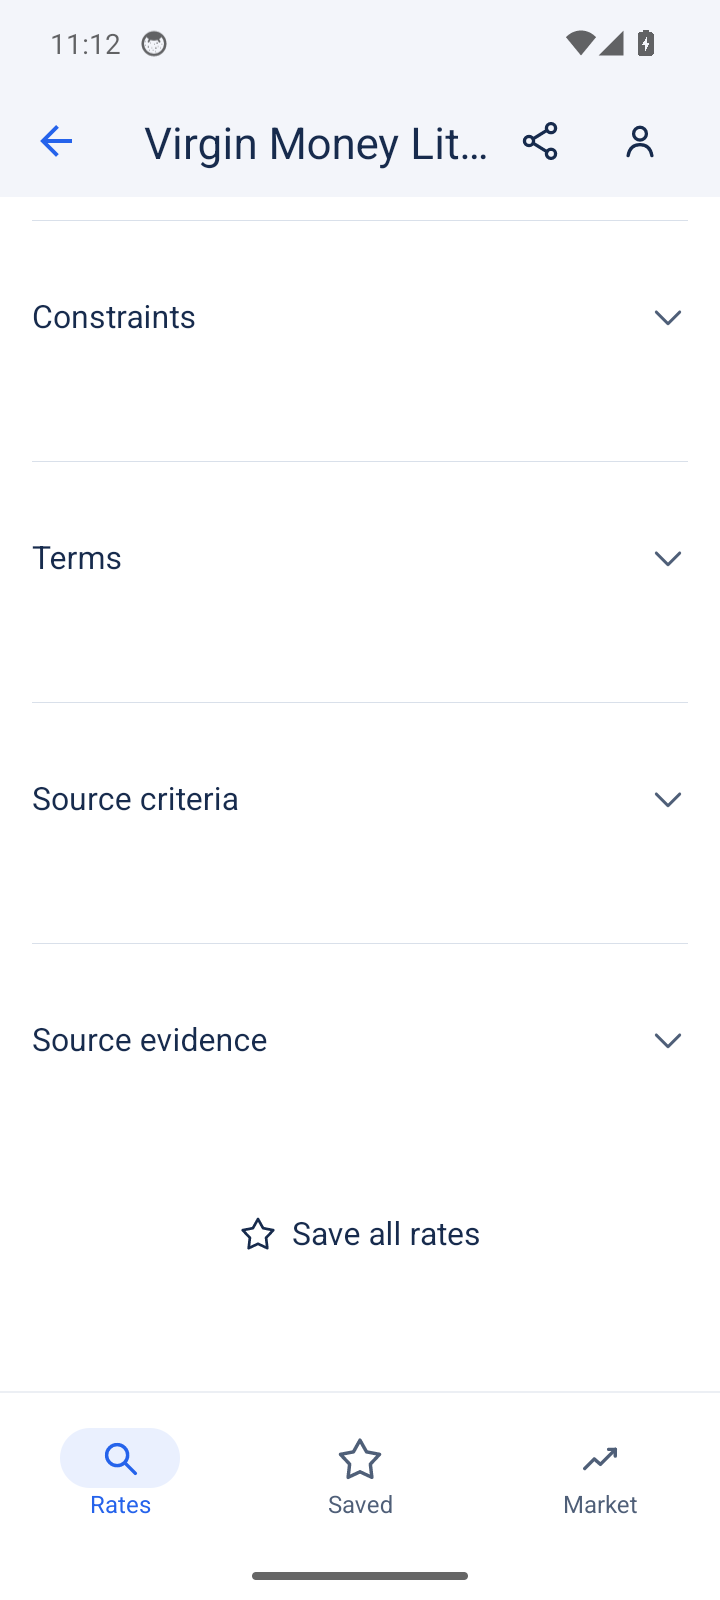 11:12
Virgin Money Lit...
Constraints
Terms
Source criteria
Source evidence
Save all rates
Rates
Saved
Market